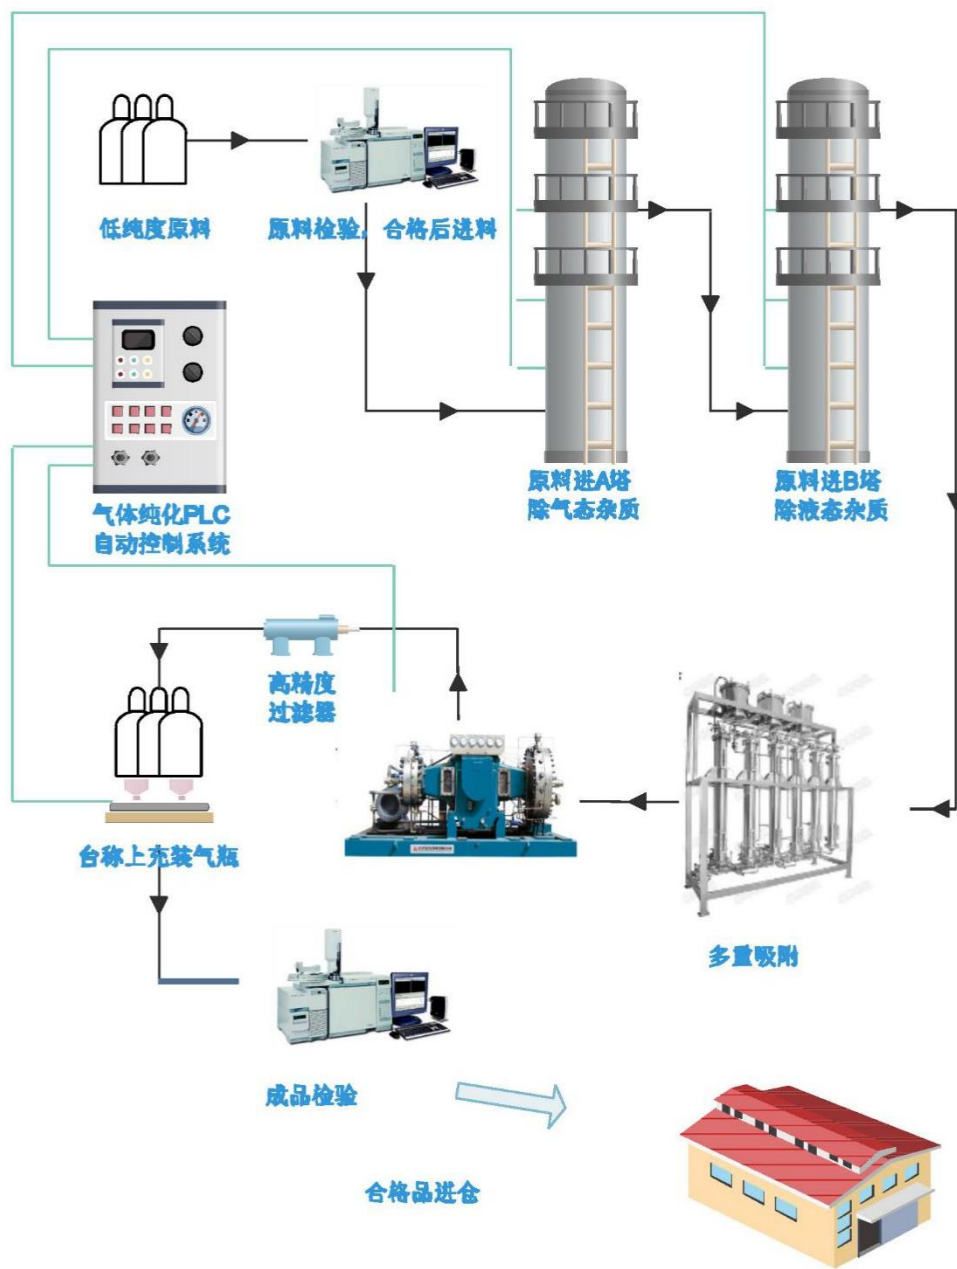 低纯度原料
原料检验，合格后进料
气体纯化PLC
自动控制系统
原料进A塔
除气态杂质
原料进B塔
除液态杂质
高精度
过滤器
台称上充装气瓶
多重吸附
成品检验
合格品进仓